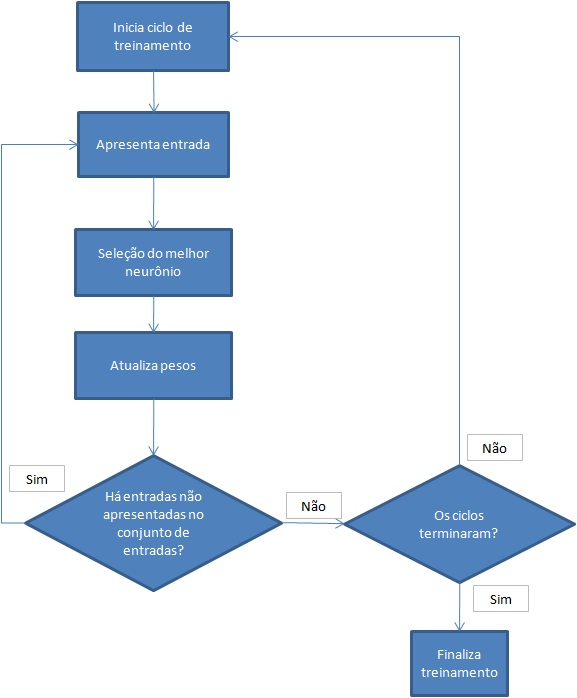 Inicia ciclo de
treinamento
Apresenta entrada
Seleção do melhor
neurônio
Atualiza pesos
Sim
Há entradas não
apresentadas no
conjunto de
entradas?
Não
Não
Os ciclos
terminaram?
Sim
Finaliza
treinamento